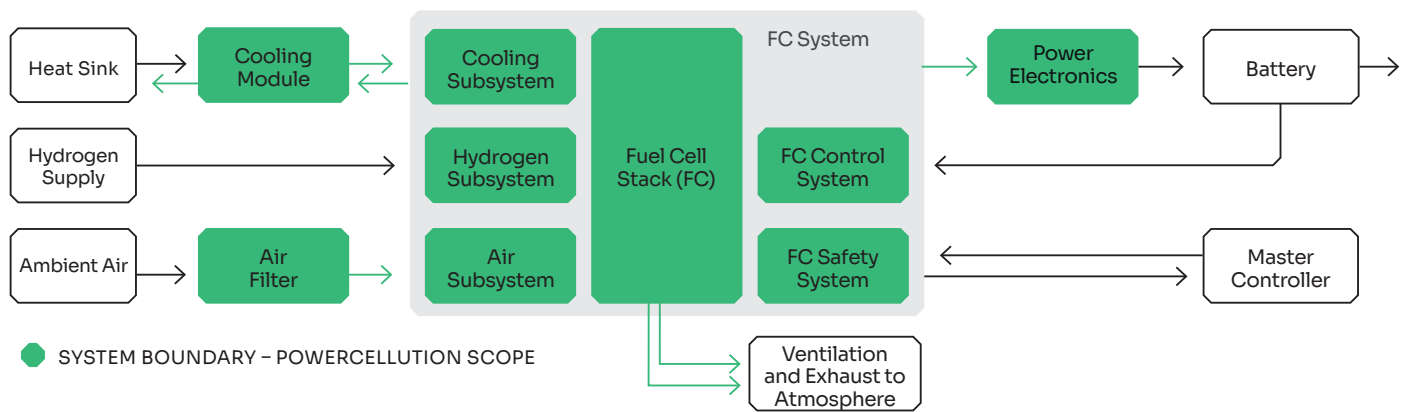 FC System
Heat Sink
Cooling
Module
Cooling
Subsystem
Power
Electronics
Battery
Hydrogen
Supply
Hydrogen
Subsystem
Fuel Cell
Stack (FC)
FC Control
System
Ambient Air
Air
Filter
Air
Subsystem
FC Safety
System
Master
Controller
SYSTEM BOUNDARY – POWERCELLUTION SCOPE
Ventilation
and Exhaust to
Atmosphere